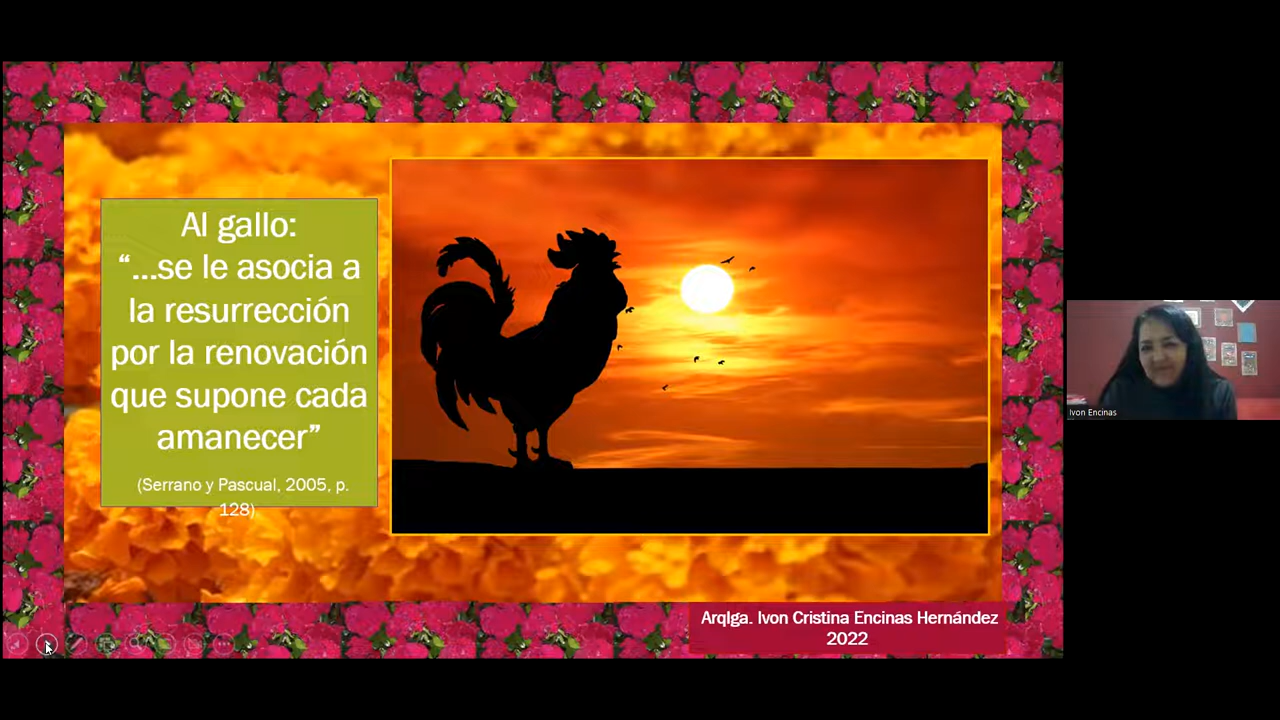 Al gallo:
“...se le asocia a
la resurrección
por la renovación
que supone cada
amanecer”
(Serrano y Pascual, 2005, p.
128)
Arqlga. Ivon Cristina Encinas Hernández
2022
Ivon Encinas